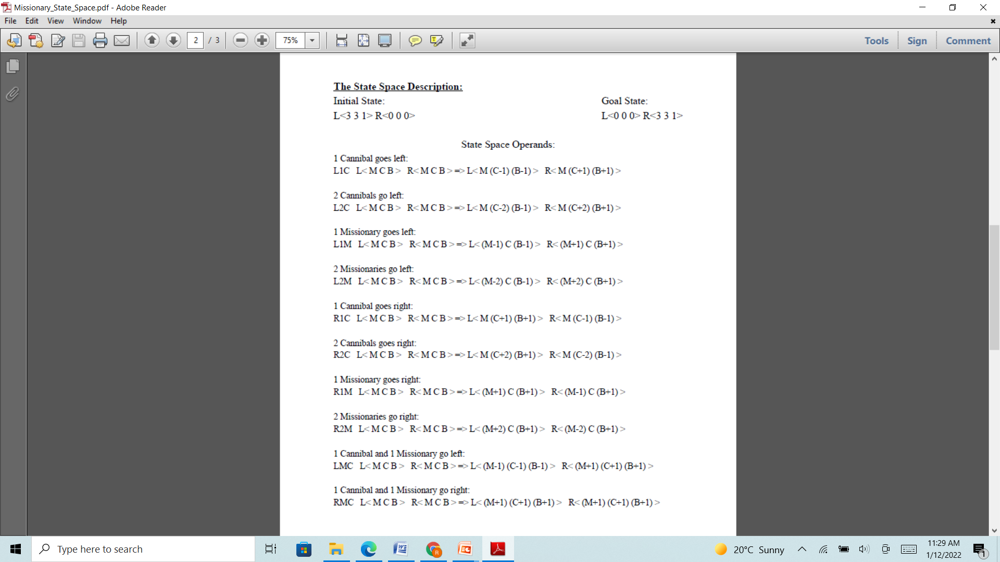 Missionary_State_Space.pdf - Adobe Reader
File Edit View Window Help
2 / 3 75% Tools Sign Comment
The State Space Description:
Initial State: Goal State:
L<3 3 1> R<0 0 0> L<0 0 0> R<3 3 1>
State Space Operands:
1 Cannibal goes left:
L1C L< M C B > R< M C B > => L< M (C-1) (B-1) > R< M (C+1) (B+1) >
2 Cannibals go left:
L2C L< M C B > R< M C B > => L< M (C-2) (B-1) > R< M (C+2) (B+1) >
1 Missionary goes left:
L1M L< M C B > R< M C B > => L< (M-1) C (B-1) > R< (M+1) C (B+1) >
2 Missionaries go left:
L2M L< M C B > R< M C B > => L< (M-2) C (B-1) > R< (M+2) C (B+1) >
1 Cannibal goes right:
R1C L< M C B > R< M C B > => L< M (C+1) (B+1) > R< M (C-1) (B-1) >
2 Cannibals goes right:
R2C L< M C B > R< M C B > => L< M (C+2) (B+1) > R< M (C-2) (B-1) >
1 Missionary goes right:
R1M L< M C B > R< M C B > => L< (M+1) C (B+1) > R< (M-1) C (B+1) >
2 Missionaries go right:
R2M L< M C B > R< M C B > => L< (M+2) C (B+1) > R< (M-2) C (B+1) >
1 Cannibal and 1 Missionary go left:
LMC L< M C B > R< M C B > => L< (M-1) (C-1) (B-1) > R< (M+1) (C+1) (B+1) >
1 Cannibal and 1 Missionary go right:
RMC L< M C B > R< M C B > => L< (M+1) (C+1) (B+1) > R< (M+1) (C+1) (B+1) >
Type here to search
20°C Sunny
11:29 AM
1/12/2022
1